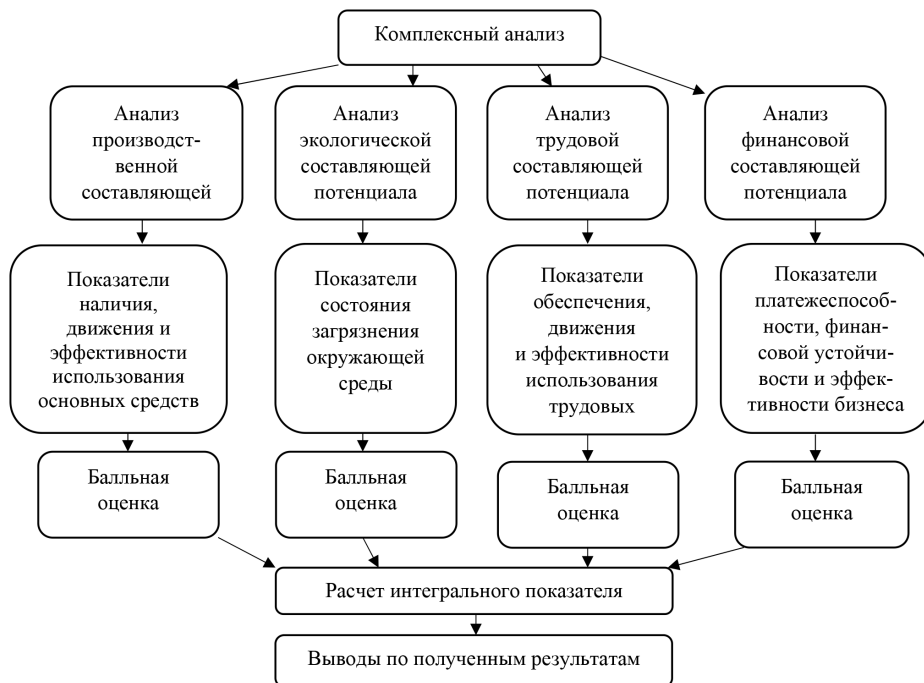 Комплексный анализ
Анализ
производст-
венной
составляющей
Анализ
экологической
составляющей
потенциала
Анализ
трудовой
составляющей
потенциала
Анализ
финансовой
составляющей
потенциала
Показатели
наличия,
движения и
эффективности
использования
основных средств
Показатели
состояния
загрязнения
окружающей
среды
Показатели
обеспечения,
движения
и эффективности
использования
трудовых
Показатели
платежеспособ-
ности, финан-
совой устойчи-
вости и эффек-
тивности бизнеса
Балльная
оценка
Балльная
оценка
Балльная
оценка
Балльная
оценка
Расчет интегрального показателя
Выводы по полученным результатам